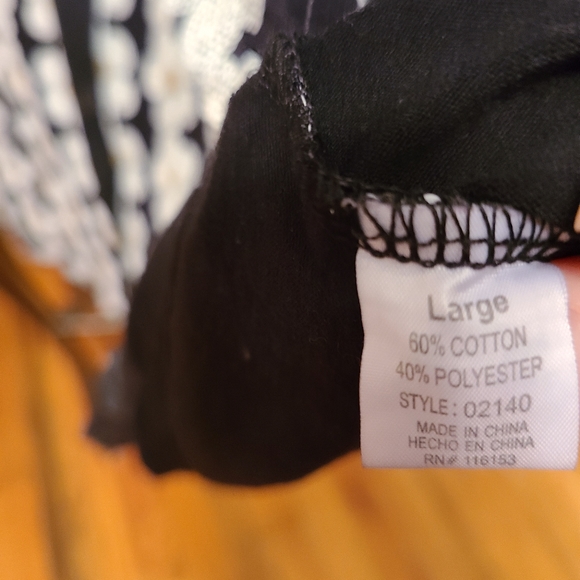 Large
60% COTTON
40% POLYESTER
STYLE: 02140
MADE IN CHINA
HECHO EN CHINA
RN# 116153